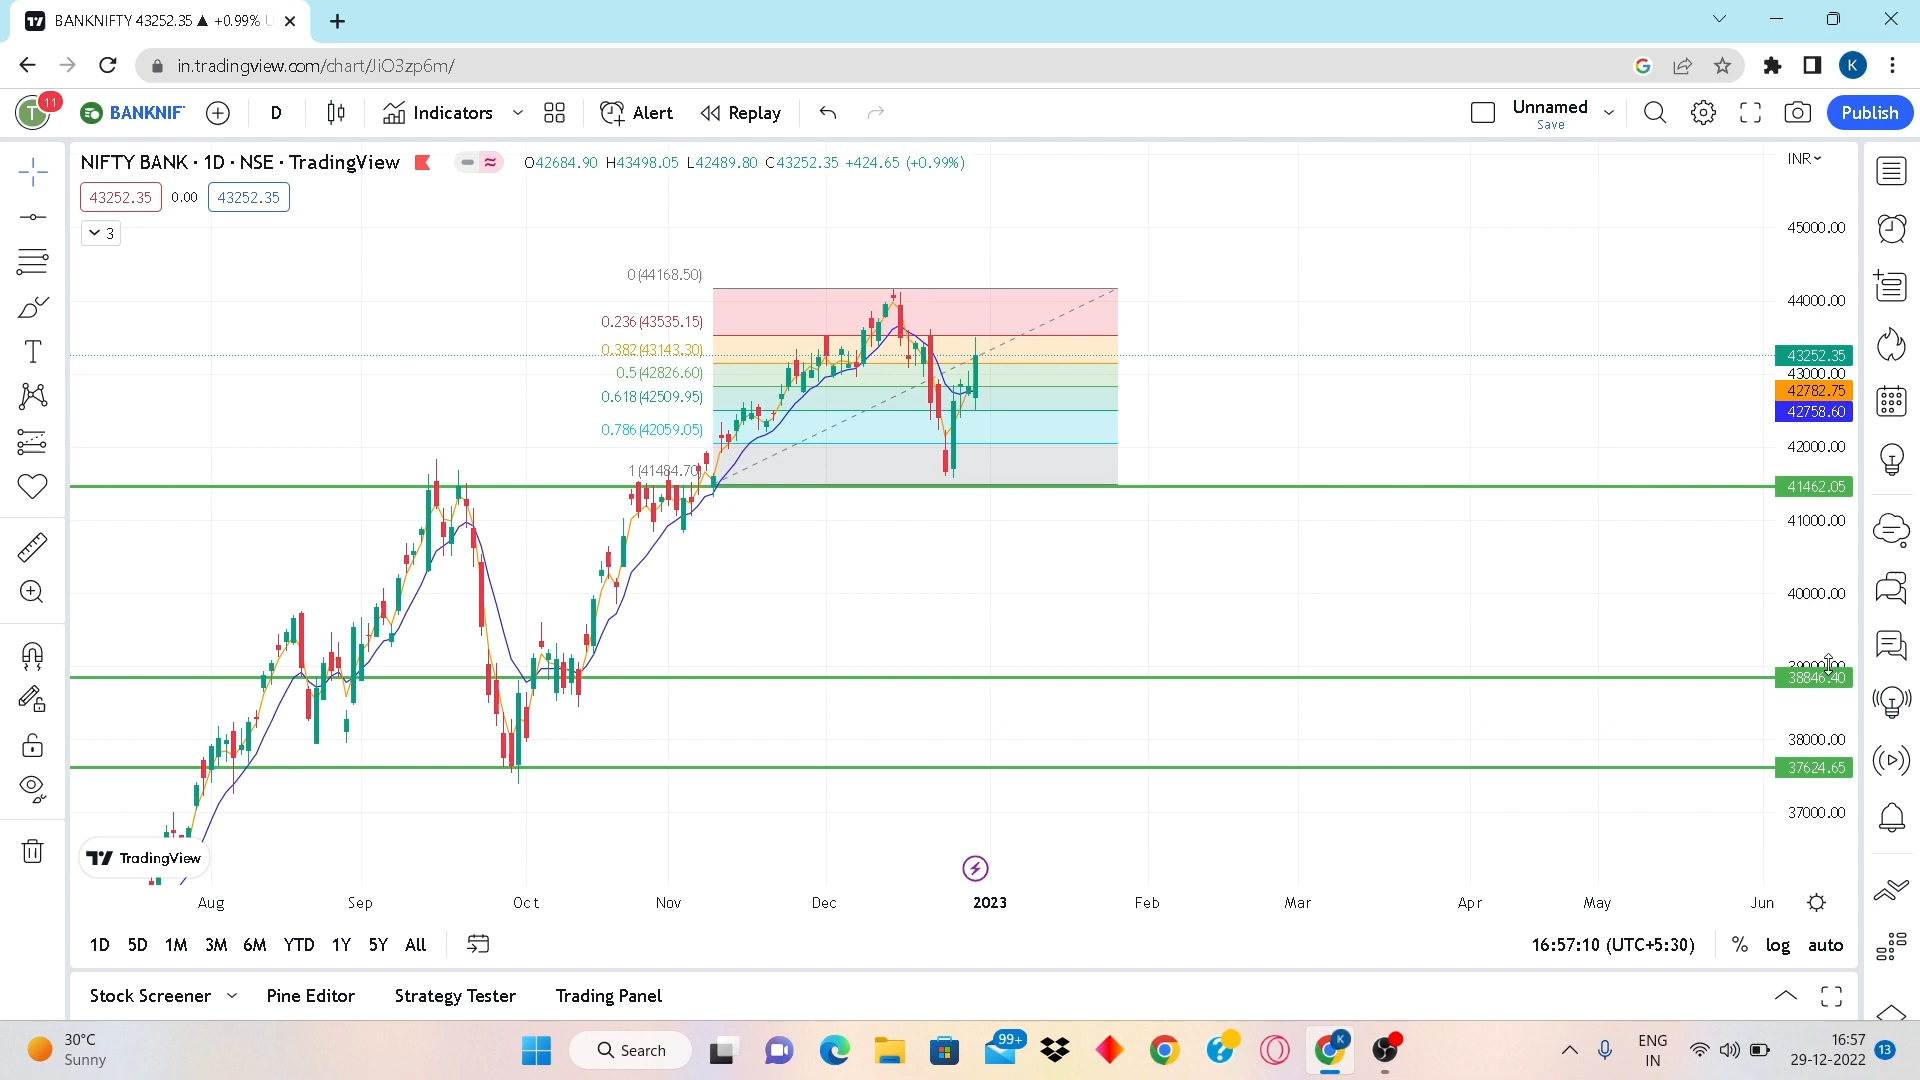 BANKNIFTY 43252.35 ▲ +0.99%
in.tradingview.com/chart/JiO3zp6m/
K
T
11
BANKNIF
D
Indicators
Alert
Replay
Unnamed
Save
Publish
NIFTY BANK · 1D · NSE · TradingView
O42684.90 H43498.05 L42489.80 C43252.35 +424.65 (+0.99%)
INR
43252.35 0.00 43252.35
3
45000.00
44000.00
43252.35
43000.00
42782.75
42758.60
42000.00
41462.05
41000.00
40000.00
39000.00
38846.40
38000.00
37624.65
37000.00
0(44168.50)
0.236(43535.15)
0.382(43143.30)
0.5(42826.60)
0.618(42509.95)
0.786(42059.05)
1(41484.70)
TradingView
Aug Sep Oct Nov Dec 2023 Feb Mar Apr May Jun
1D 5D 1M 3M 6M YTD 1Y 5Y All
16:57:10 (UTC+5:30) % log auto
Stock Screener Pine Editor Strategy Tester Trading Panel
30°C
Sunny
Search
99+
K
ENG
IN
16:57
29-12-2022
13